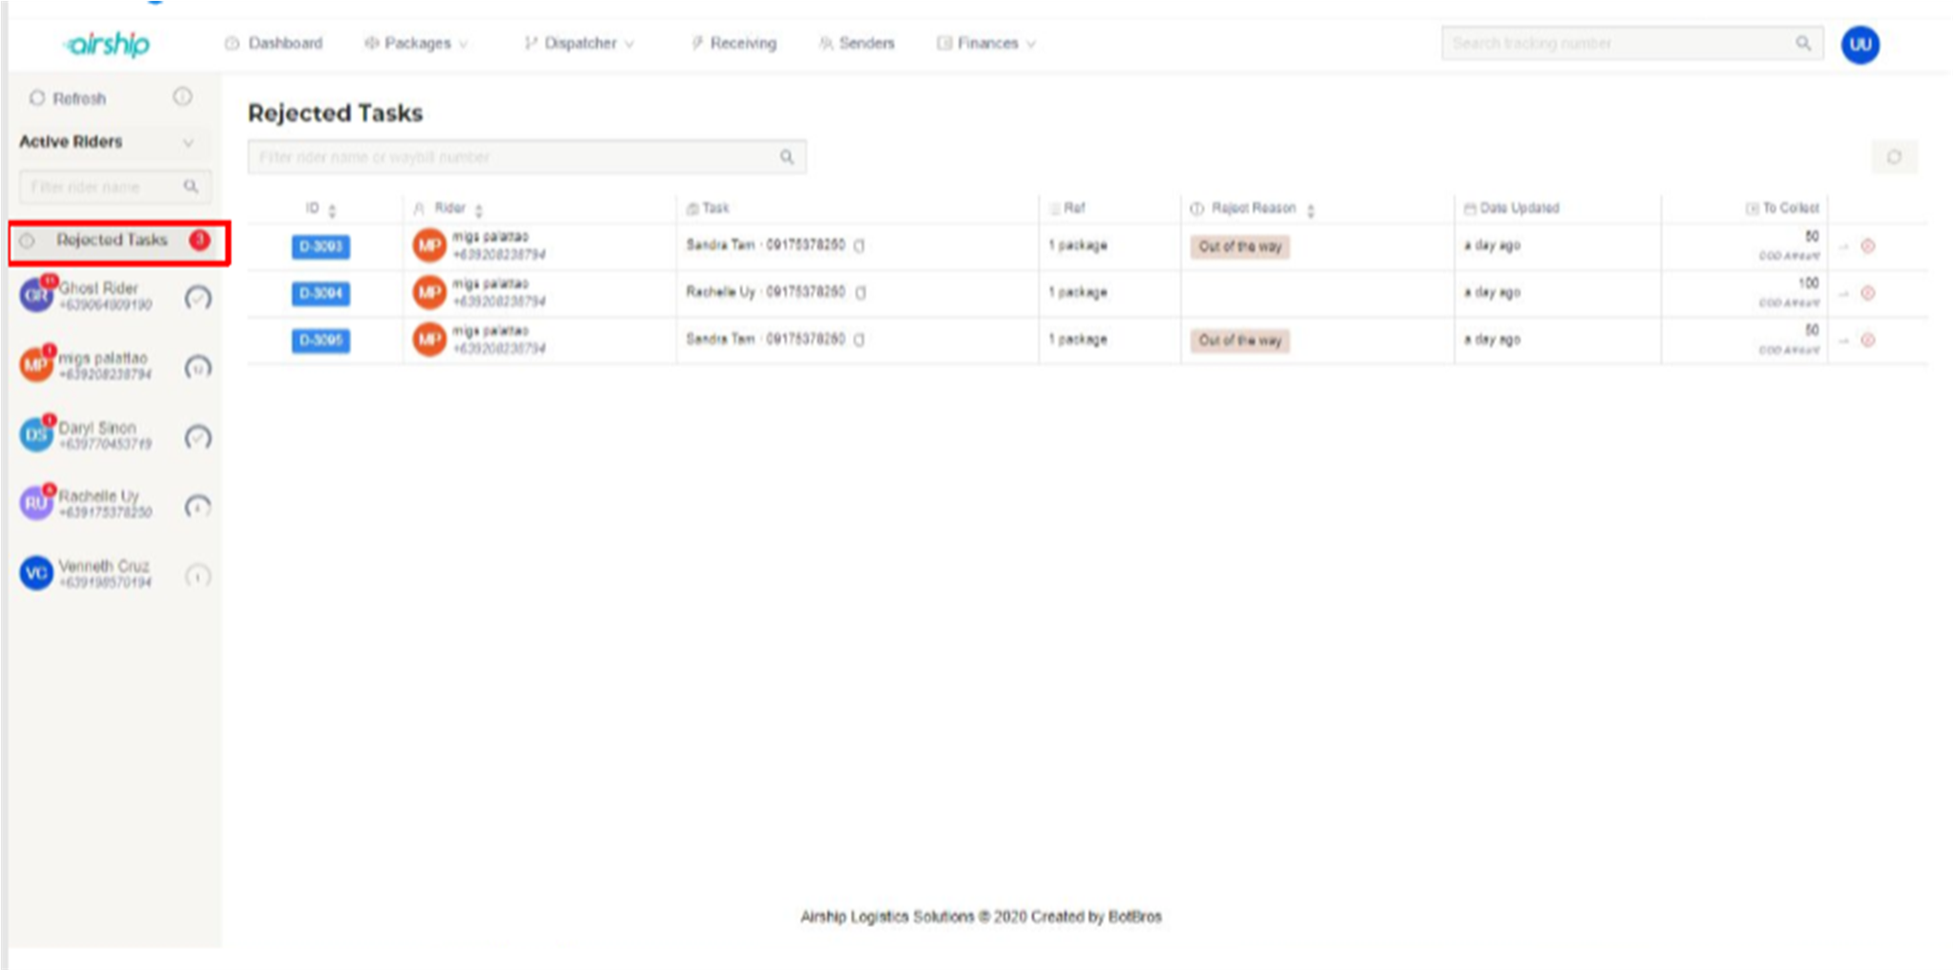 airship
Dashboard Packages Dispatcher Receiving Senders Finances Search tracking number UU
Refresh
Active Riders
Filter rider name
Rejected Tasks 3
GR Ghost Rider
MP migs palattao
+639208238794
DS Daryl Sinon
RU Rachelle Uy
+639175378250
VC Venneth Cruz
+639198570194
Rejected Tasks
Filter rider name or waybill number
ID Rider Task Ref Reject Reason Date Updated To Collect
D-3093 MP migs palattao Sandra Tam · 09175378250 1 package Out of the way a day ago 50
+639208238794 COD Amount
D-3094 MP migs palattao Rachelle Uy · 09175378250 1 package a day ago 100
+639208238794 COD Amount
D-3095 MP migs palattao Sandra Tam · 09175378250 1 package Out of the way a day ago 50
+639208238794 COD Amount
Airship Logistics Solutions © 2020 Created by BotBros